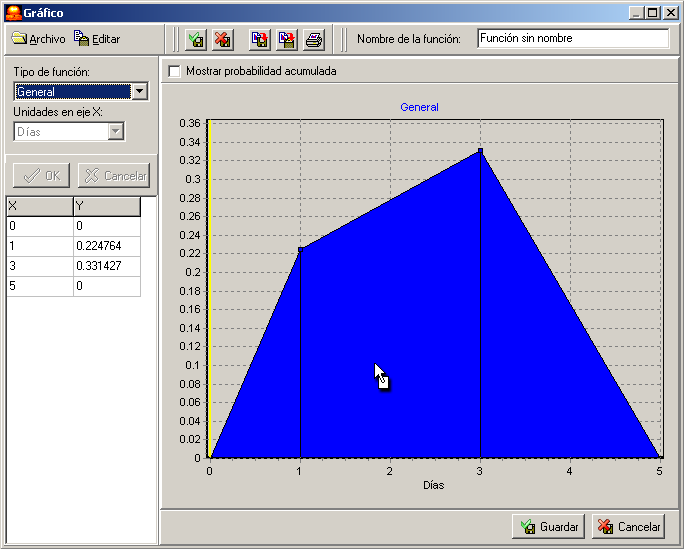 Gráfico
Archivo Editar Nombre de la función: Función sin nombre
Tipo de función:
General
Unidades en eje X:
Días
OK Cancelar
X Y
0 0
1 0.224764
3 0.331427
5 0
Mostrar probabilidad acumulada
General
0.36
0.34
0.32
0.3
0.28
0.26
0.24
0.22
0.2
0.18
0.16
0.14
0.12
0.1
0.08
0.06
0.04
0.02
0
0 1 2 3 4 5
Días
Guardar Cancelar